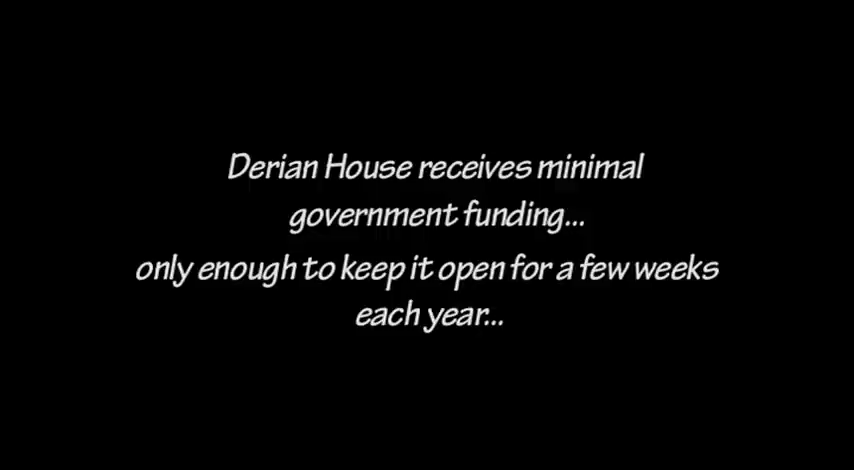 Derian House receives minimal
government funding...
only enough to keep it open for a few weeks
each year...